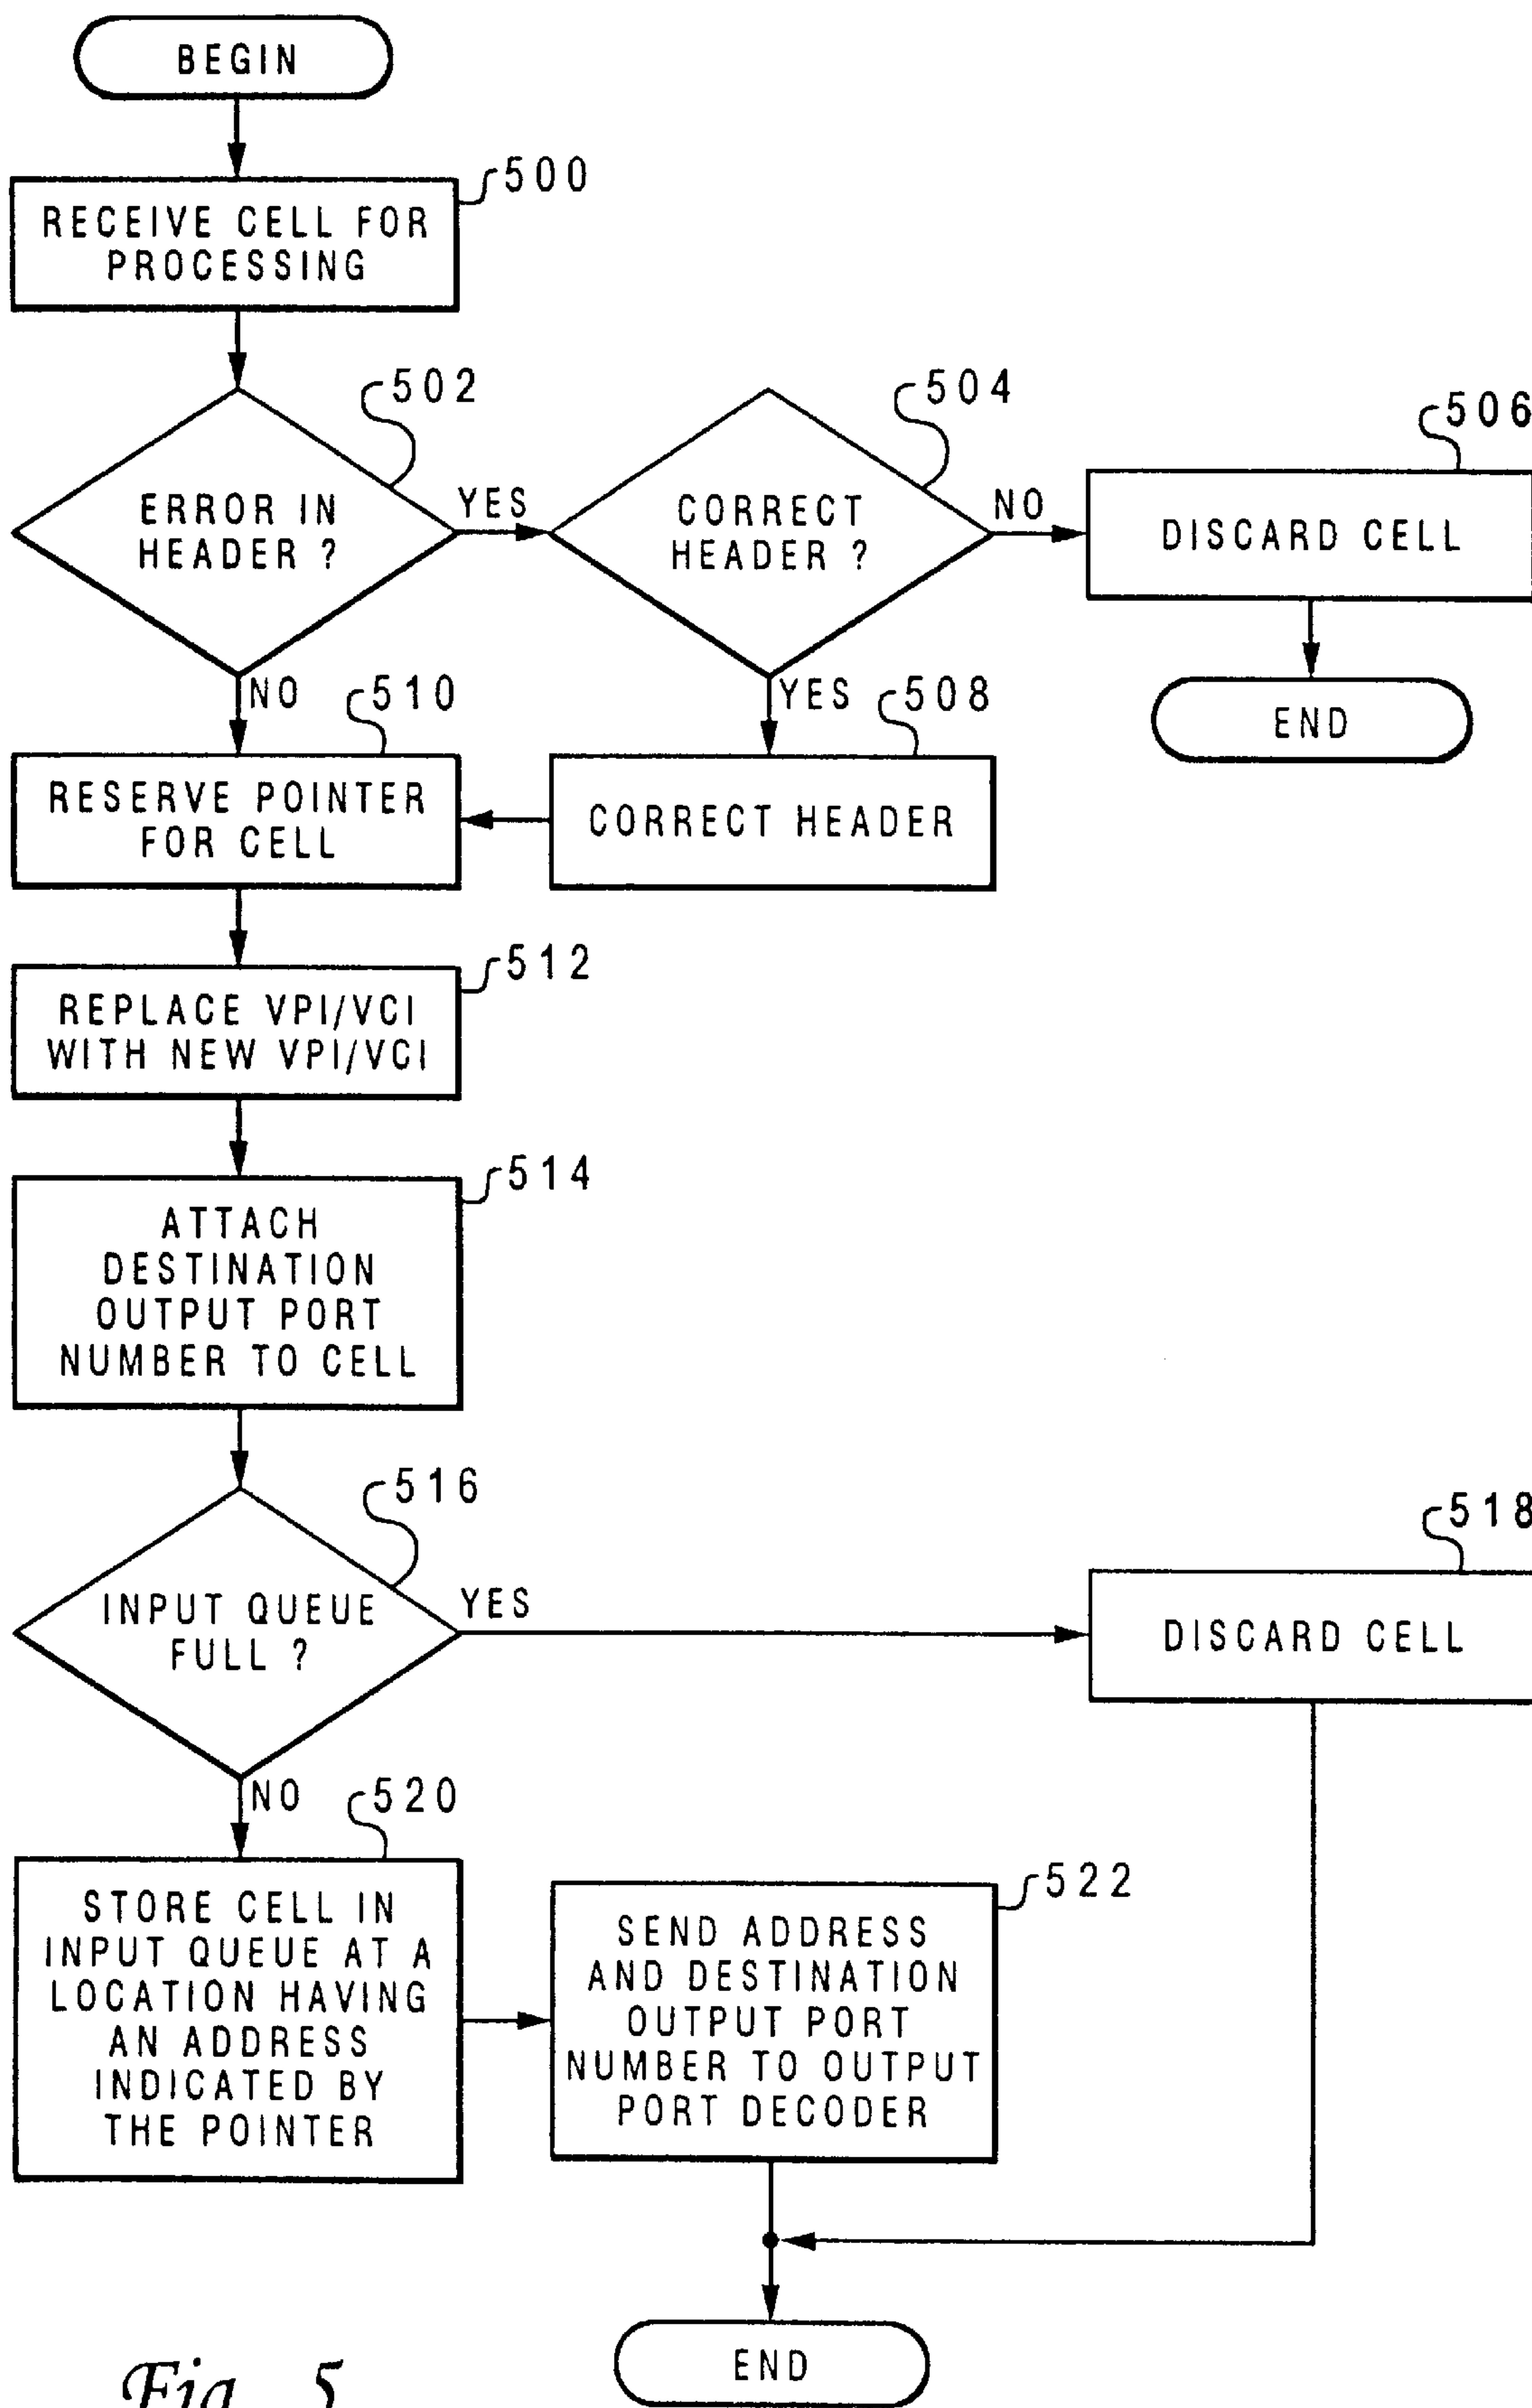 BEGIN
500
RECEIVE CELL FOR
PROCESSING
502
504
506
ERROR IN
HEADER ?
YES
CORRECT
HEADER ?
NO
DISCARD CELL
END
NO
510
YES
508
RESERVE POINTER
FOR CELL
CORRECT HEADER
512
REPLACE VPI/VCI
WITH NEW VPI/VCI
514
ATTACH
DESTINATION
OUTPUT PORT
NUMBER TO CELL
516
518
INPUT QUEUE
FULL ?
YES
DISCARD CELL
NO
520
522
STORE CELL IN
INPUT QUEUE AT A
LOCATION HAVING
AN ADDRESS
INDICATED BY
THE POINTER
SEND ADDRESS
AND DESTINATION
OUTPUT PORT
NUMBER TO OUTPUT
PORT DECODER
END
Fig. 5